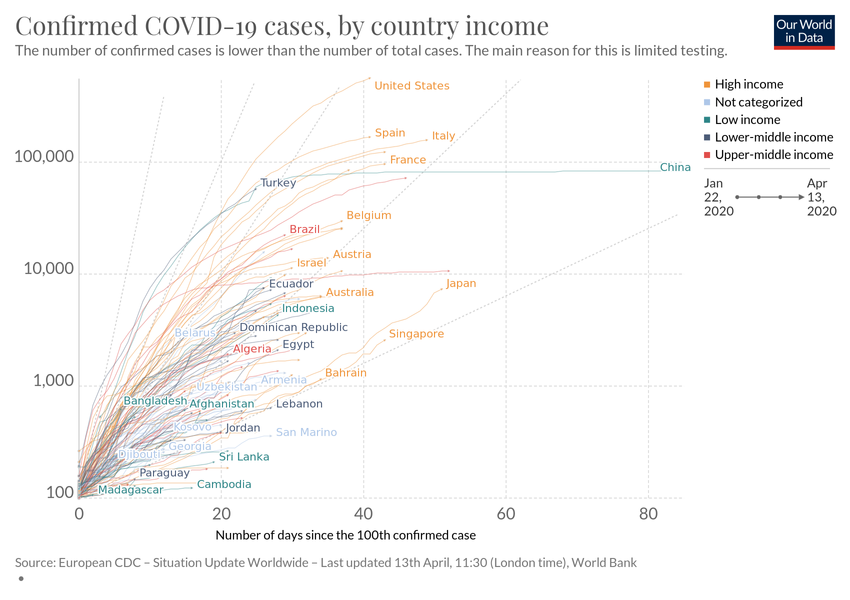 Confirmed COVID-19 cases, by country income
The number of confirmed cases is lower than the number of total cases. The main reason for this is limited testing.
Our World
in Data
United States
High income
Not categorized
Low income
Lower-middle income
Upper-middle income
Spain
Italy
100,000
France
China
Turkey
Jan
22,
2020
Apr
13,
2020
Belgium
Brazil
Austria
Israel
10,000
Ecuador
Japan
Australia
Indonesia
Belarus
Dominican Republic
Singapore
Algeria
Egypt
Bahrain
1,000
Armenia
Uzbekistan
Bangladesh
Afghanistan
Lebanon
Kosovo
Jordan
San Marino
Georgia
Djibouti
Sri Lanka
Paraguay
Cambodia
100
Madagascar
0
20
40
60
80
Number of days since the 100th confirmed case
Source: European CDC – Situation Update Worldwide – Last updated 13th April, 11:30 (London time), World Bank